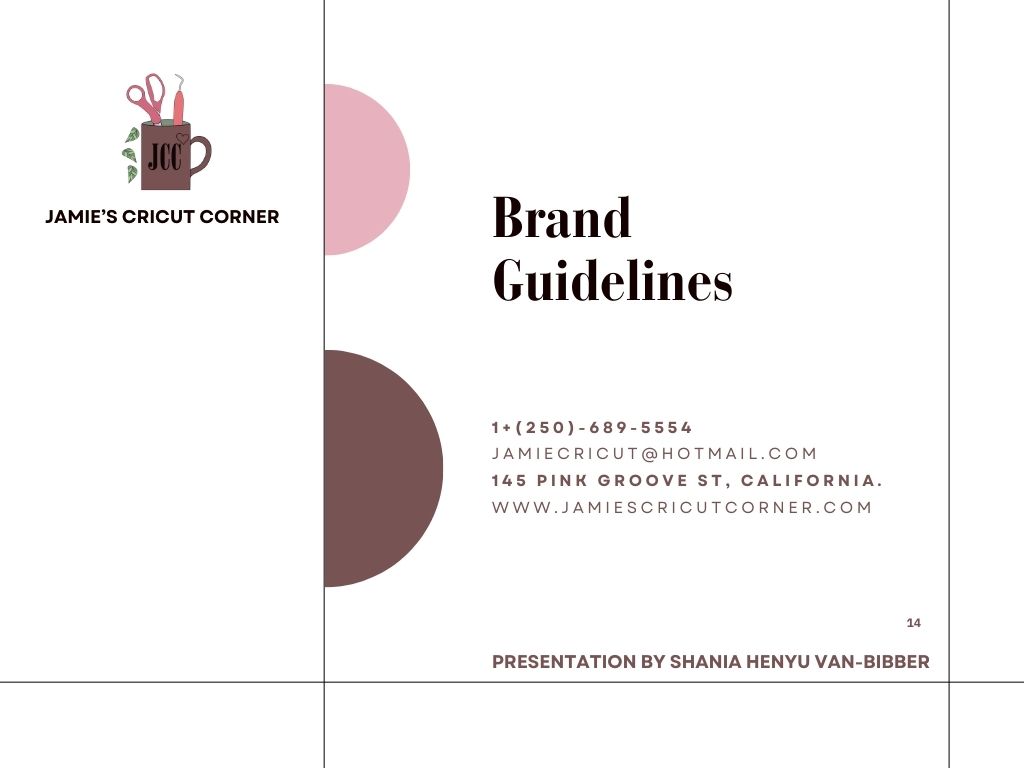 JCC
JAMIE’S CRICUT CORNER
Brand
Guidelines
1+(250)-689-5554
JAMIECRICUT@HOTMAIL.COM
145 PINK GROOVE ST, CALIFORNIA.
WWW.JAMIESCRICUTCORNER.COM
14
PRESENTATION BY SHANIA HENYU VAN-BIBBER